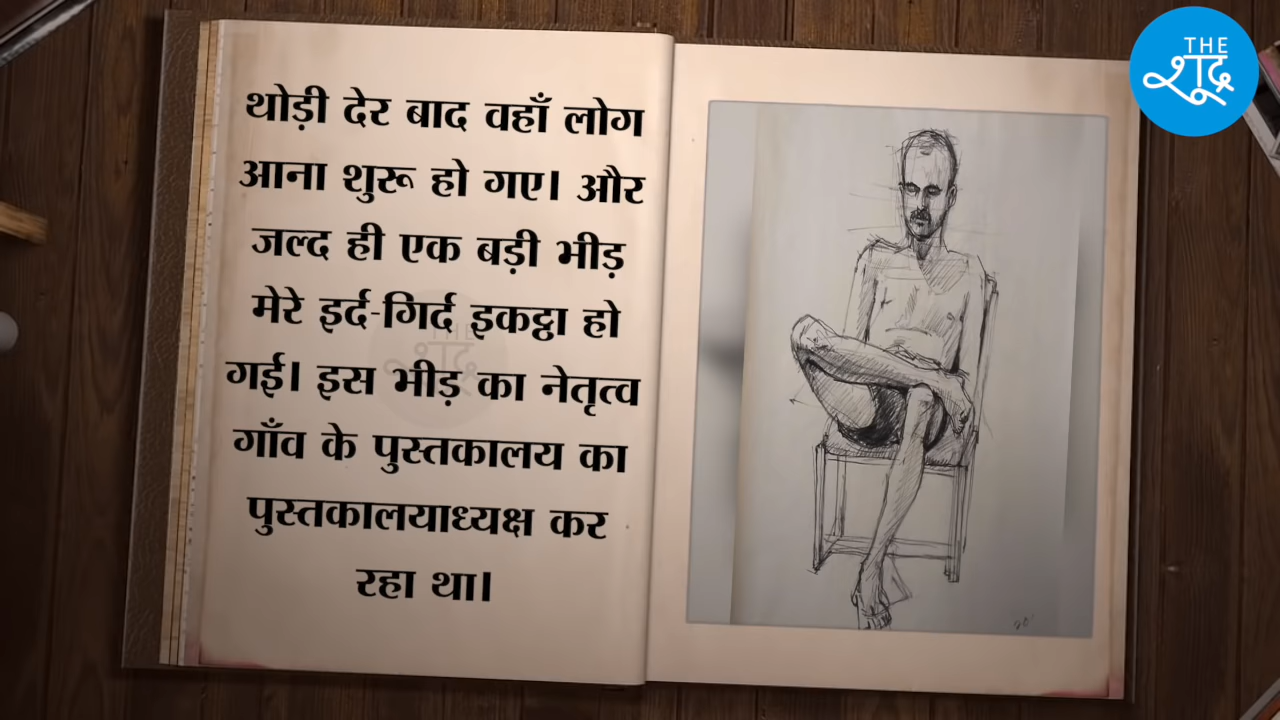 थोड़ी देर बाद वहाँ लोग
आना शुरू हो गए। और
जल्द ही एक बड़ी भीड़
मेरे इर्द-गिर्द इकट्ठा हो
गई। इस भीड़ का नेतृत्व
गाँव के पुस्तकालय का
पुस्तकालयाध्यक्ष कर
रहा था।
THE
शब्द